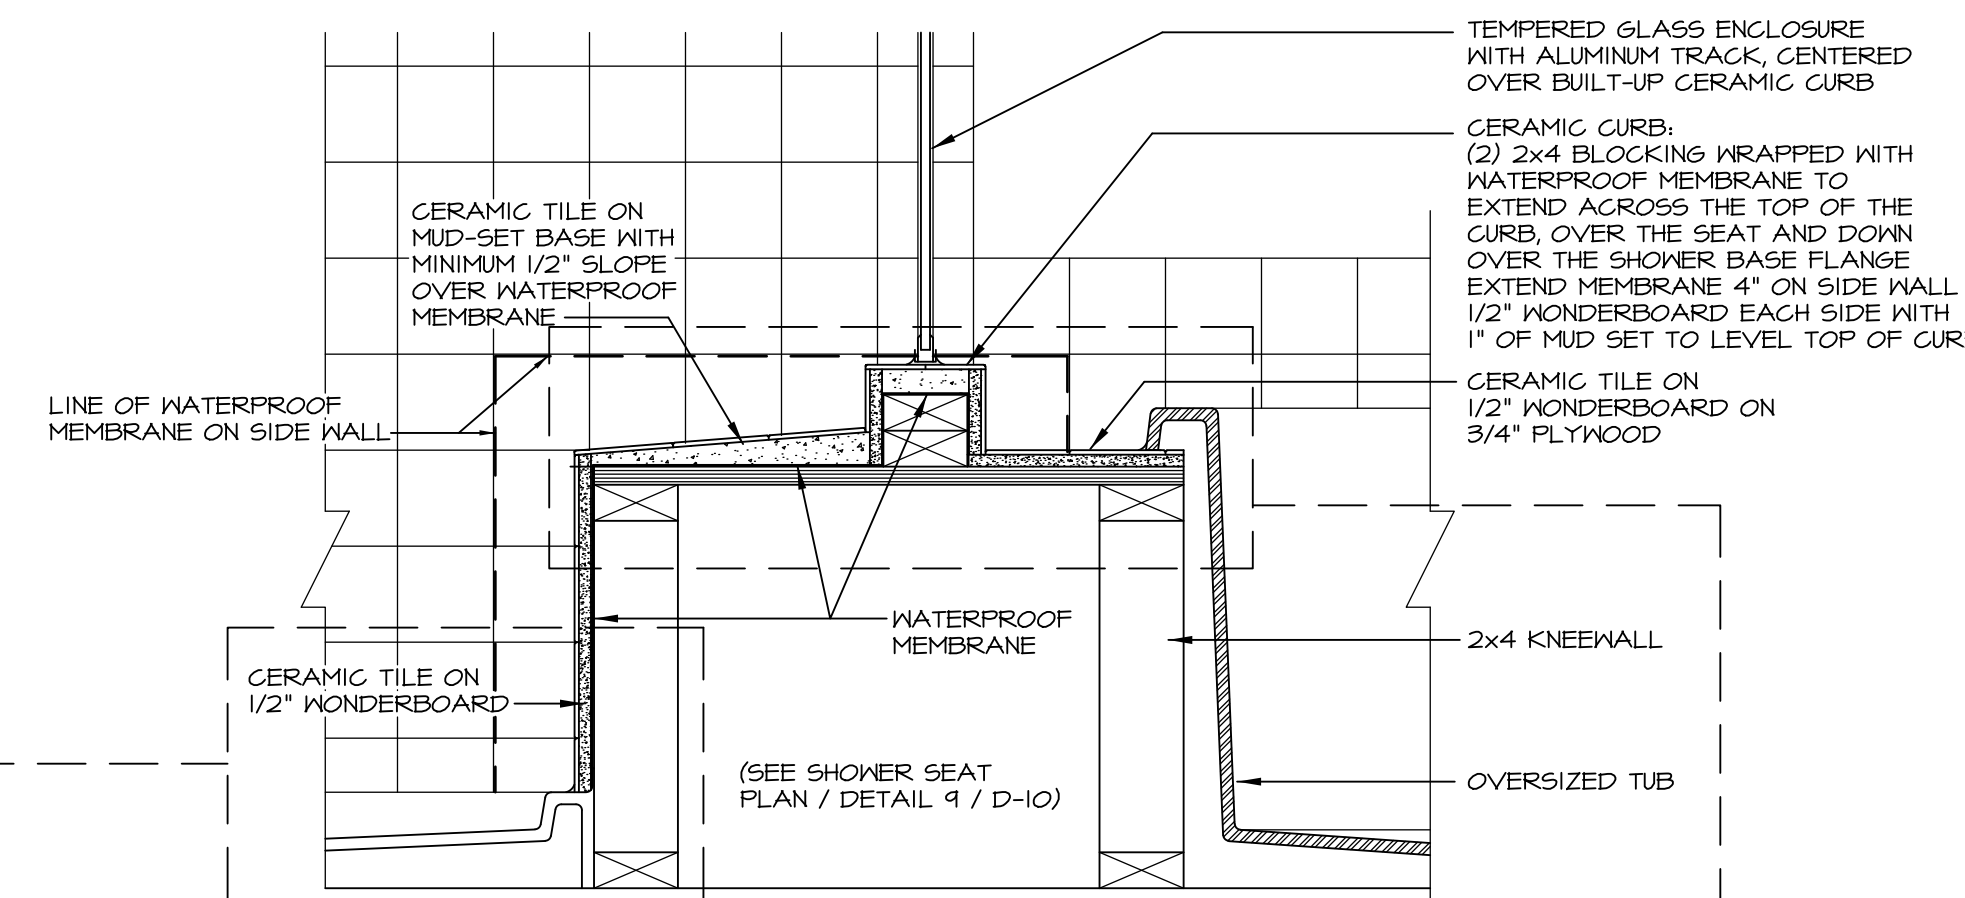 TEMPERED GLASS ENCLOSURE
WITH ALUMINUM TRACK, CENTERED
OVER BUILT-UP CERAMIC CURB
CERAMIC CURB:
(2) 2x4 BLOCKING WRAPPED WITH
WATERPROOF MEMBRANE TO
EXTEND ACROSS THE TOP OF THE
CURB, OVER THE SEAT AND DOWN
OVER THE SHOWER BASE FLANGE
EXTEND MEMBRANE 4" ON SIDE WALL
1/2" WONDERBOARD EACH SIDE WITH
1" OF MUD SET TO LEVEL TOP OF CUR
CERAMIC TILE ON
MUD-SET BASE WITH
MINIMUM 1/2" SLOPE
OVER WATERPROOF
MEMBRANE
LINE OF WATERPROOF
MEMBRANE ON SIDE WALL
CERAMIC TILE ON
1/2" WONDERBOARD ON
3/4" PLYWOOD
WATERPROOF
MEMBRANE
2x4 KNEEWALL
CERAMIC TILE ON
1/2" WONDERBOARD
(SEE SHOWER SEAT
PLAN / DETAIL 9 / D-10)
OVERSIZED TUB